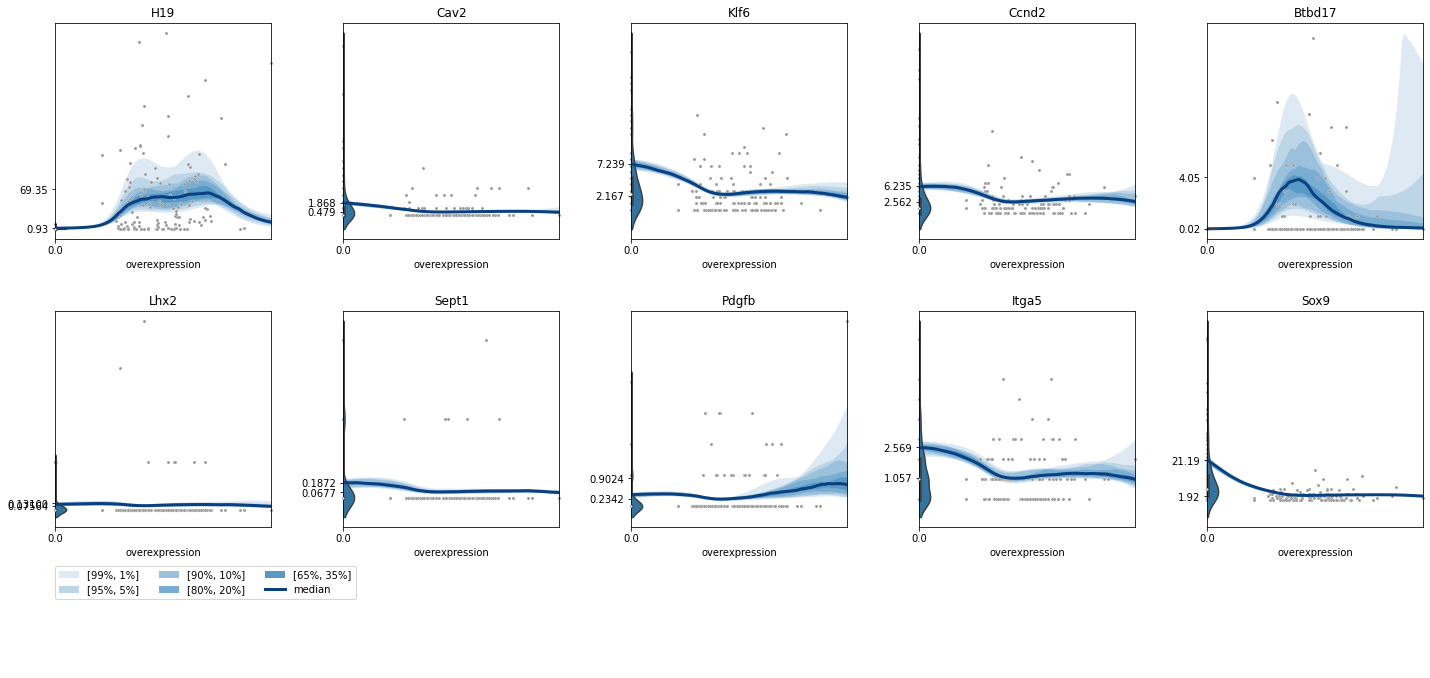 H19 Cav2 Klf6 Ccnd2 Btbd17
69.35
0.93
1.868
0.479
7.239
2.167
6.235
2.562
4.05
0.02
0.0 0.0 0.0 0.0 0.0
overexpression overexpression overexpression overexpression overexpression
Lhx2 Sept1 Pdgfb Itga5 Sox9
0.1872
0.0677
0.9024
0.2342
2.569
1.057
21.19
1.92
0.0 0.0 0.0 0.0 0.0
overexpression overexpression overexpression overexpression overexpression
[99%, 1%] [90%, 10%] [65%, 35%]
[95%, 5%] [80%, 20%] median